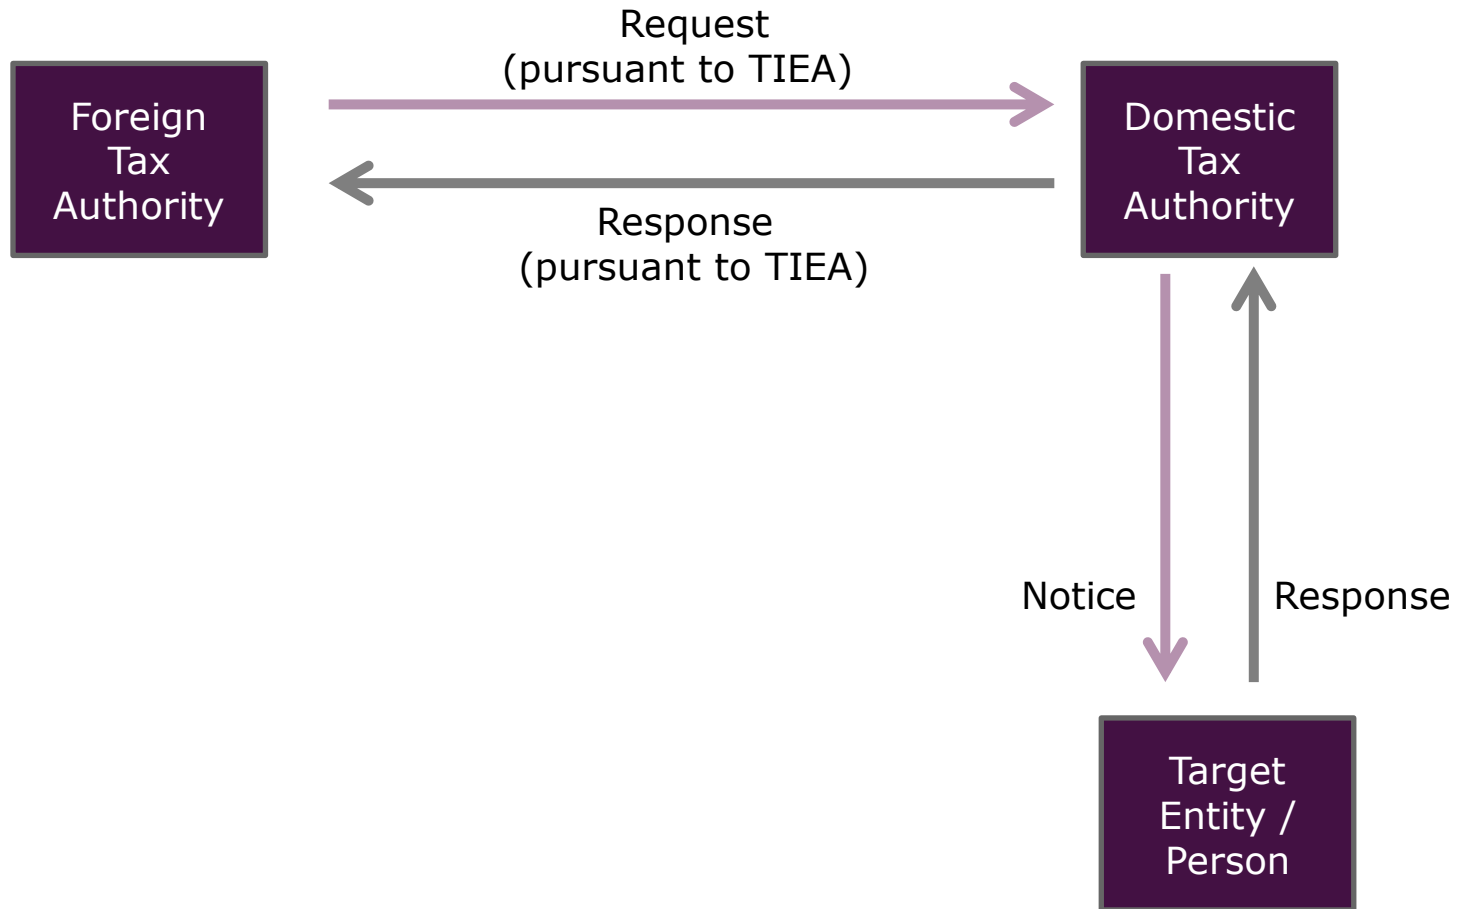 Request
(pursuant to TIEA)
Foreign
Tax
Authority
Domestic
Tax
Authority
Response
(pursuant to TIEA)
Notice
Response
Target
Entity /
Person